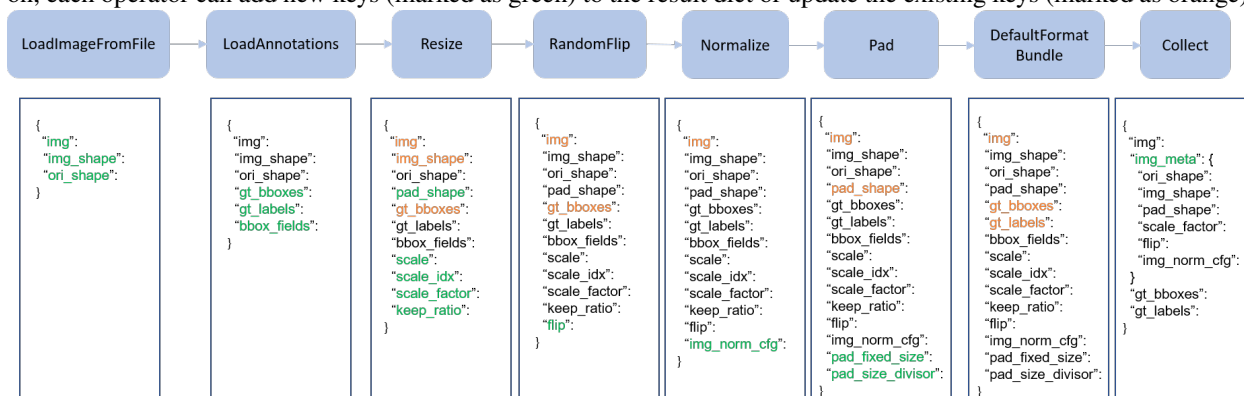 on, each operator can add new keys (marked as green) to the result dict or update the existing keys (marked as orange)
LoadImageFromFile
LoadAnnotations
Resize
RandomFlip
Normalize
Pad
DefaultFormat
Bundle
Collect
{
"img":
"img_shape":
"ori_shape":
}
{
"img":
"img_shape":
"ori_shape":
"gt_bboxes":
"gt_labels":
"bbox_fields":
}
{
"img":
"img_shape":
"ori_shape":
"pad_shape":
"gt_bboxes":
"gt_labels":
"bbox_fields":
"scale":
"scale_idx":
"scale_factor":
"keep_ratio":
}
{
"img":
"img_shape":
"ori_shape":
"pad_shape":
"gt_bboxes":
"gt_labels":
"bbox_fields":
"scale":
"scale_idx":
"scale_factor":
"keep_ratio":
"flip":
}
{
"img":
"img_shape":
"ori_shape":
"pad_shape":
"gt_bboxes":
"gt_labels":
"bbox_fields":
"scale":
"scale_idx":
"scale_factor":
"keep_ratio":
"flip":
"img_norm_cfg":
}
{
"img":
"img_shape":
"ori_shape":
"pad_shape":
"gt_bboxes":
"gt_labels":
"bbox_fields":
"scale":
"scale_idx":
"scale_factor":
"keep_ratio":
"flip":
"img_norm_cfg":
"pad_fixed_size":
"pad_size_divisor":
}
{
"img":
"img_shape":
"ori_shape":
"pad_shape":
"gt_bboxes":
"gt_labels":
"bbox_fields":
"scale":
"scale_idx":
"scale_factor":
"keep_ratio":
"flip":
"img_norm_cfg":
"pad_fixed_size":
"pad_size_divisor":
}
{
"img":
"img_meta": {
"ori_shape":
"img_shape":
"pad_shape":
"scale_factor":
"flip":
"img_norm_cfg":
}
"gt_bboxes":
"gt_labels":
}